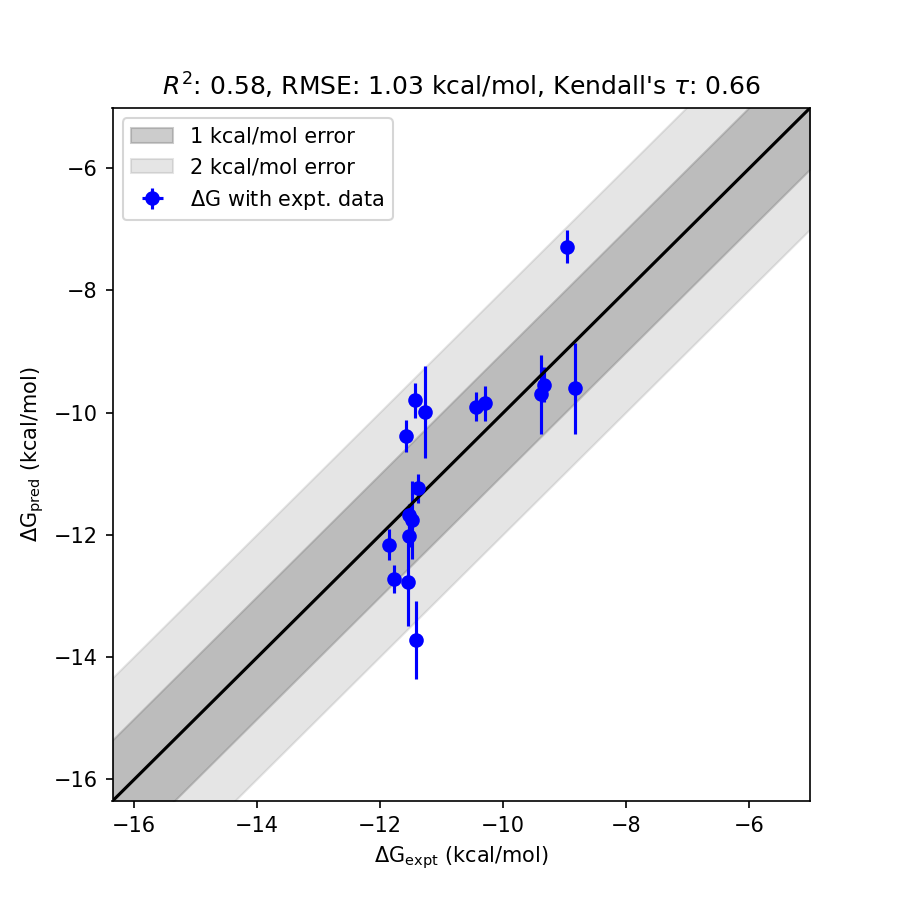 R²: 0.58, RMSE: 1.03 kcal/mol, Kendall's τ: 0.66
1 kcal/mol error
2 kcal/mol error
ΔG with expt. data
−6
−8
−10
−12
−14
−16
ΔGpred (kcal/mol)
−16 −14 −12 −10 −8 −6
ΔGexpt (kcal/mol)